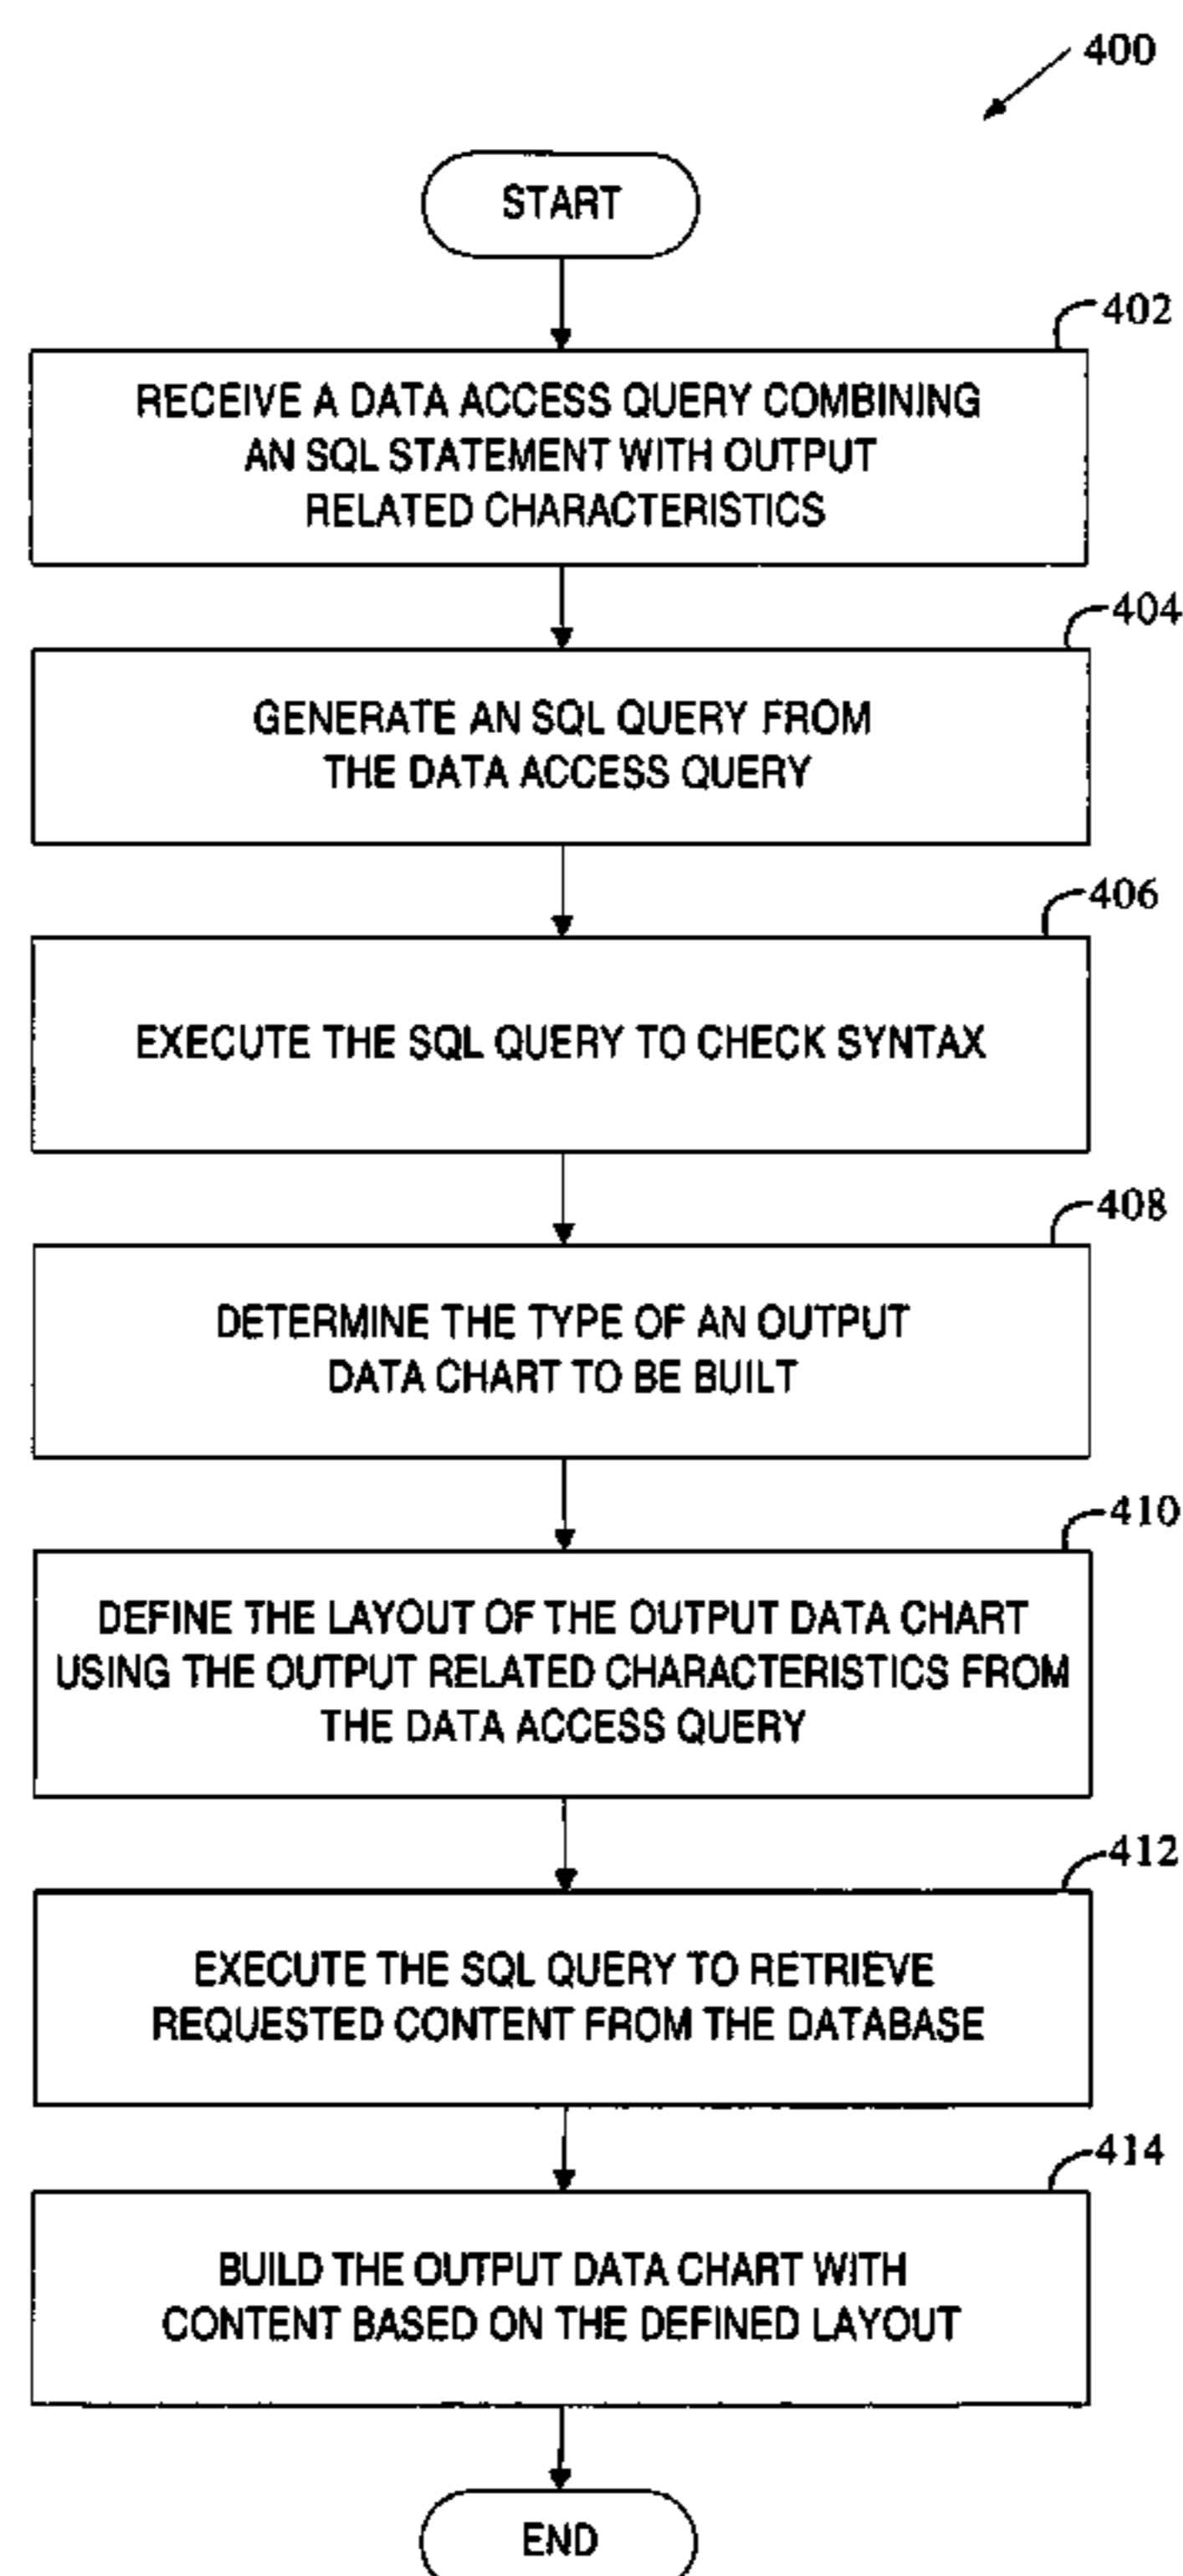 400
START
402
RECEIVE A DATA ACCESS QUERY COMBINING
AN SQL STATEMENT WITH OUTPUT
RELATED CHARACTERISTICS
404
GENERATE AN SQL QUERY FROM
THE DATA ACCESS QUERY
406
EXECUTE THE SQL QUERY TO CHECK SYNTAX
408
DETERMINE THE TYPE OF AN OUTPUT
DATA CHART TO BE BUILT
410
DEFINE THE LAYOUT OF THE OUTPUT DATA CHART
USING THE OUTPUT RELATED CHARACTERISTICS FROM
THE DATA ACCESS QUERY
412
EXECUTE THE SQL QUERY TO RETRIEVE
REQUESTED CONTENT FROM THE DATABASE
414
BUILD THE OUTPUT DATA CHART WITH
CONTENT BASED ON THE DEFINED LAYOUT
END